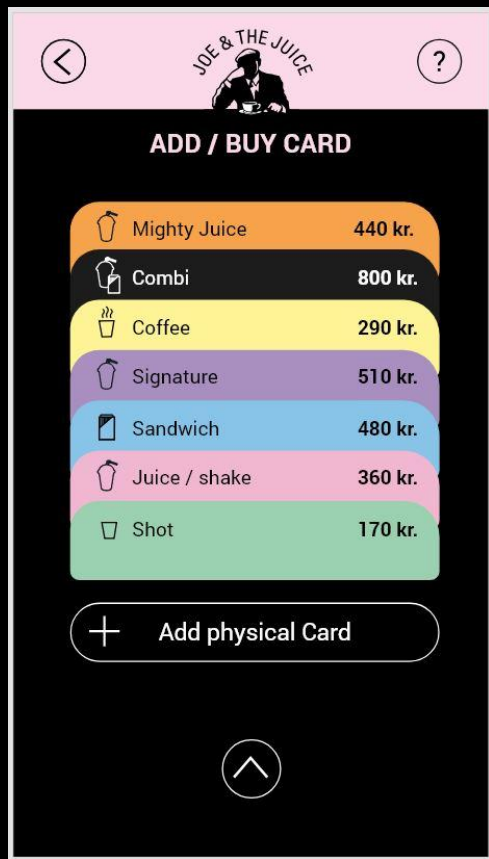 JOE & THE JUICE
?
ADD / BUY CARD
Mighty Juice 440 kr.
Combi 800 kr.
Coffee 290 kr.
Signature 510 kr.
Sandwich 480 kr.
Juice / shake 360 kr.
Shot 170 kr.
Add physical Card